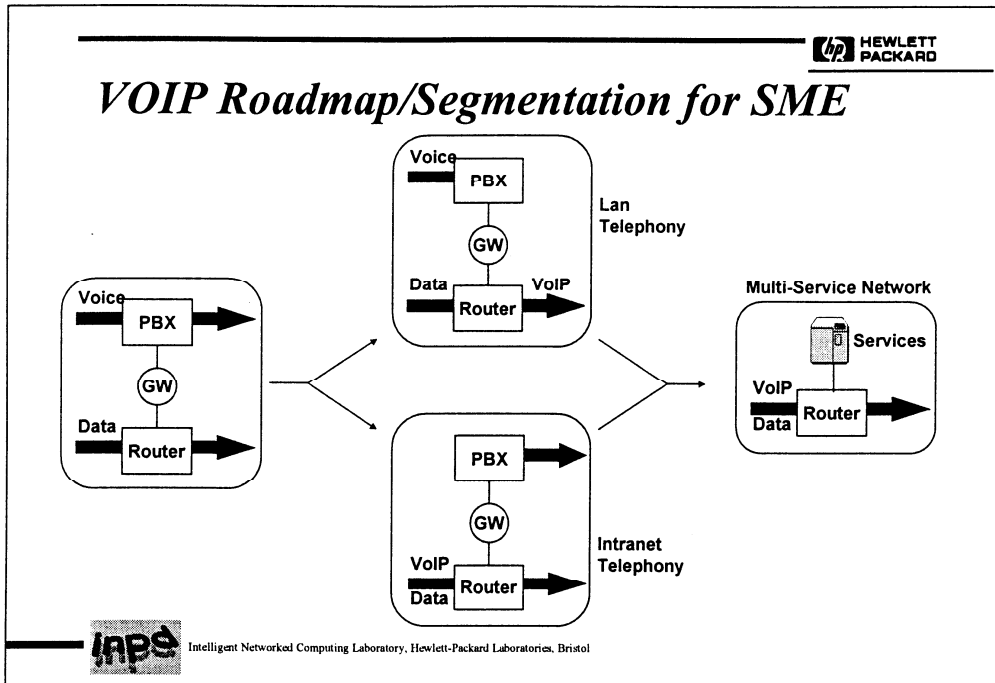 hp HEWLETT
PACKARD
VOIP Roadmap/Segmentation for SME
Voice
PBX
GW
Data
Router
Voice
PBX
GW
Data
VoIP
Router
Lan
Telephony
PBX
GW
VoIP
Data
Router
Intranet
Telephony
Multi-Service Network
Services
VoIP
Data
Router
Intelligent Networked Computing Laboratory, Hewlett-Packard Laboratories, Bristol